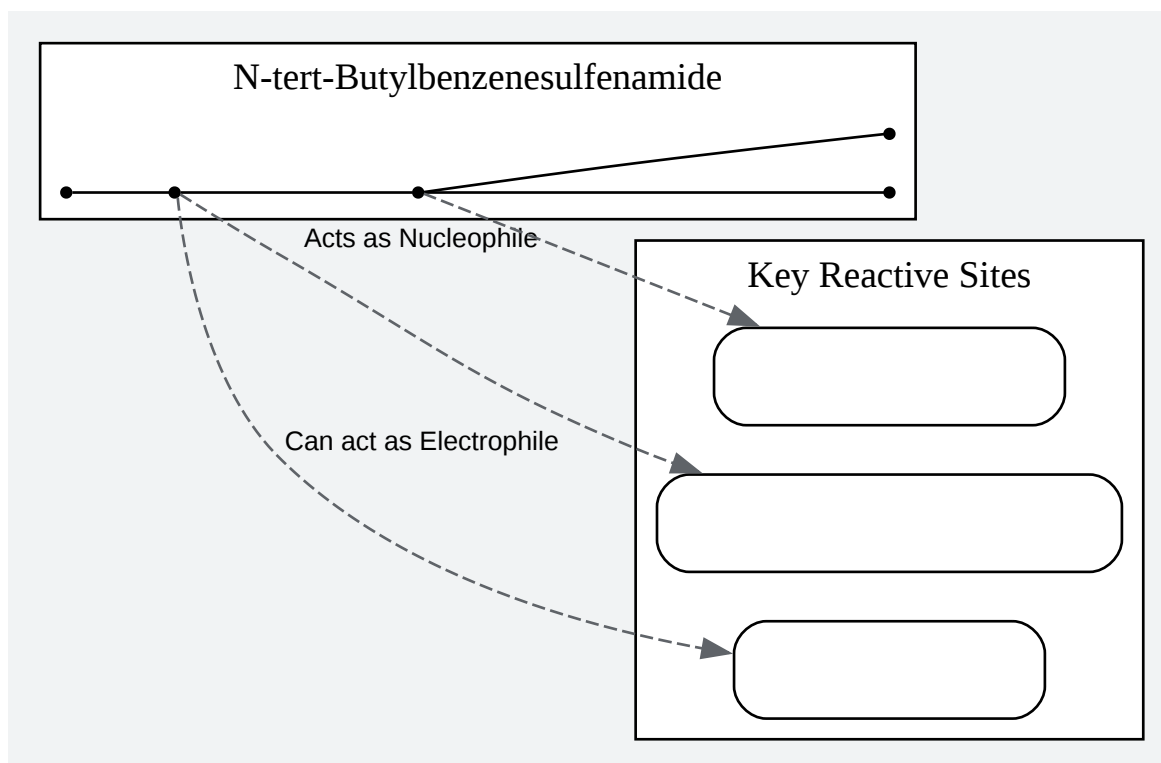 N-tert-Butylbenzenesulfenamide
Acts as Nucleophile
Key Reactive Sites
Can act as Electrophile